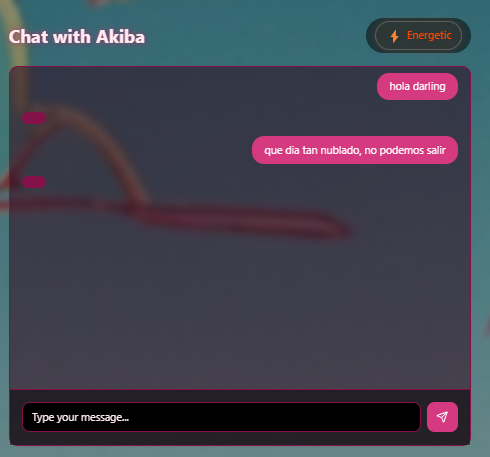 Chat with Akiba
Energetic
hola darling
que dia tan nublado, no podemos salir
Type your message...